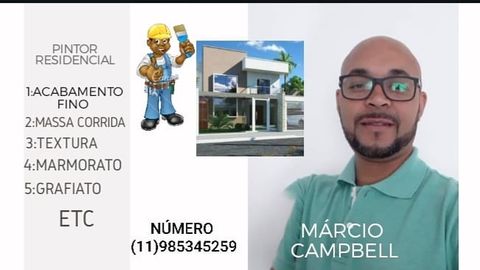 PINTOR
RESIDENCIAL
1:ACABAMENTO
FINO
2:MASSA CORRIDA
3:TEXTURA
4:MARMORATO
5:GRAFIATO
ETC
NÚMERO
(11)985345259
MÁRCIO
CAMPBELL